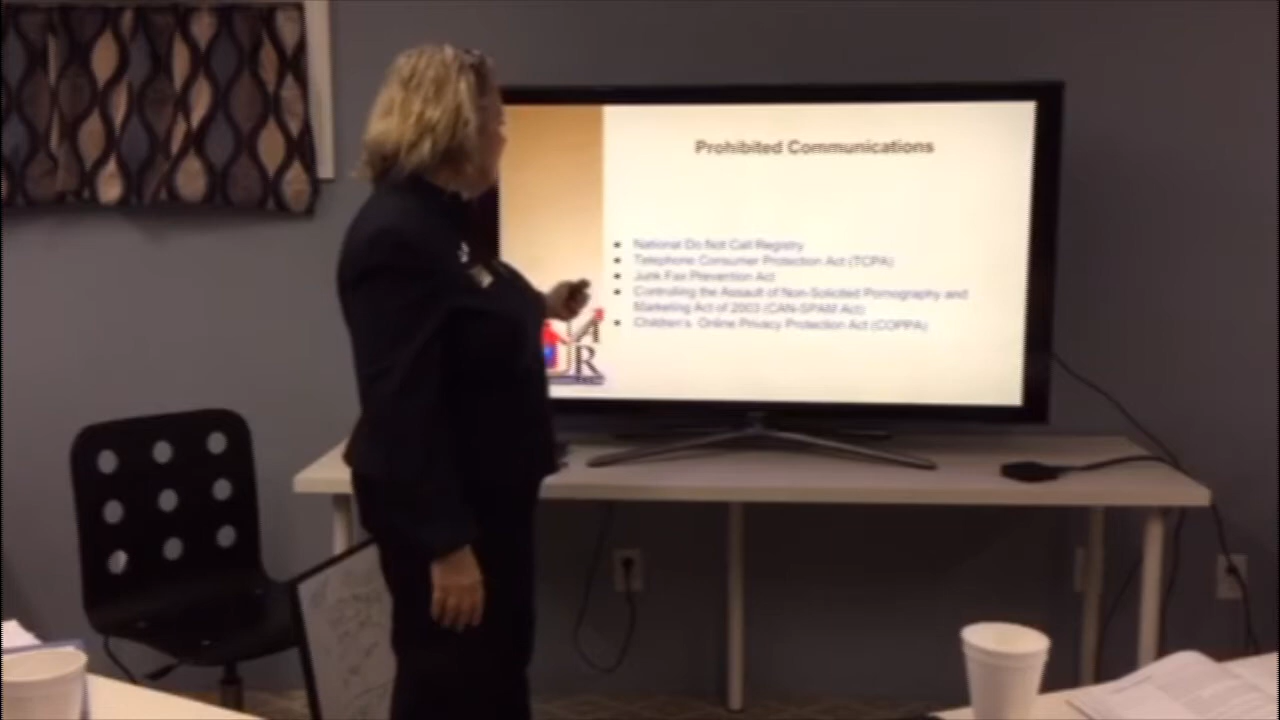 Prohibited Communications
National Do Not Call Registry
Telephone Consumer Protection Act (TCPA)
Junk Fax Prevention Act
Controlling the Assault of Non-Solicited Pornography and
Marketing Act of 2003 (CAN-SPAM Act)
Children's Online Privacy Protection Act (COPPA)
R